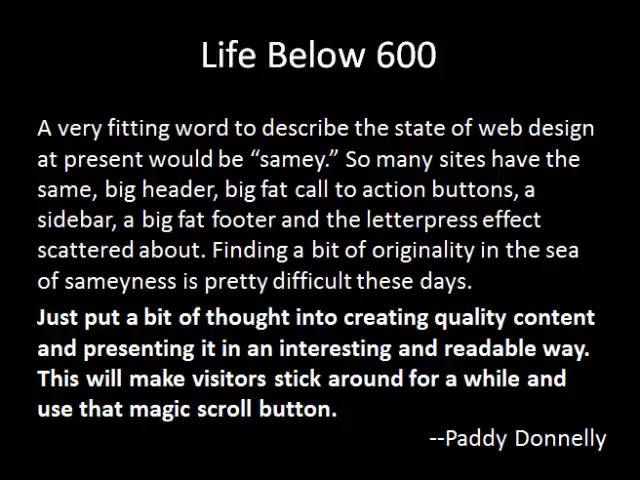 Life Below 600
A very fitting word to describe the state of web design
at present would be “samey.” So many sites have the
same, big header, big fat call to action buttons, a
sidebar, a big fat footer and the letterpress effect
scattered about. Finding a bit of originality in the sea
of sameyness is pretty difficult these days.
Just put a bit of thought into creating quality content
and presenting it in an interesting and readable way.
This will make visitors stick around for a while and
use that magic scroll button.
--Paddy Donnelly